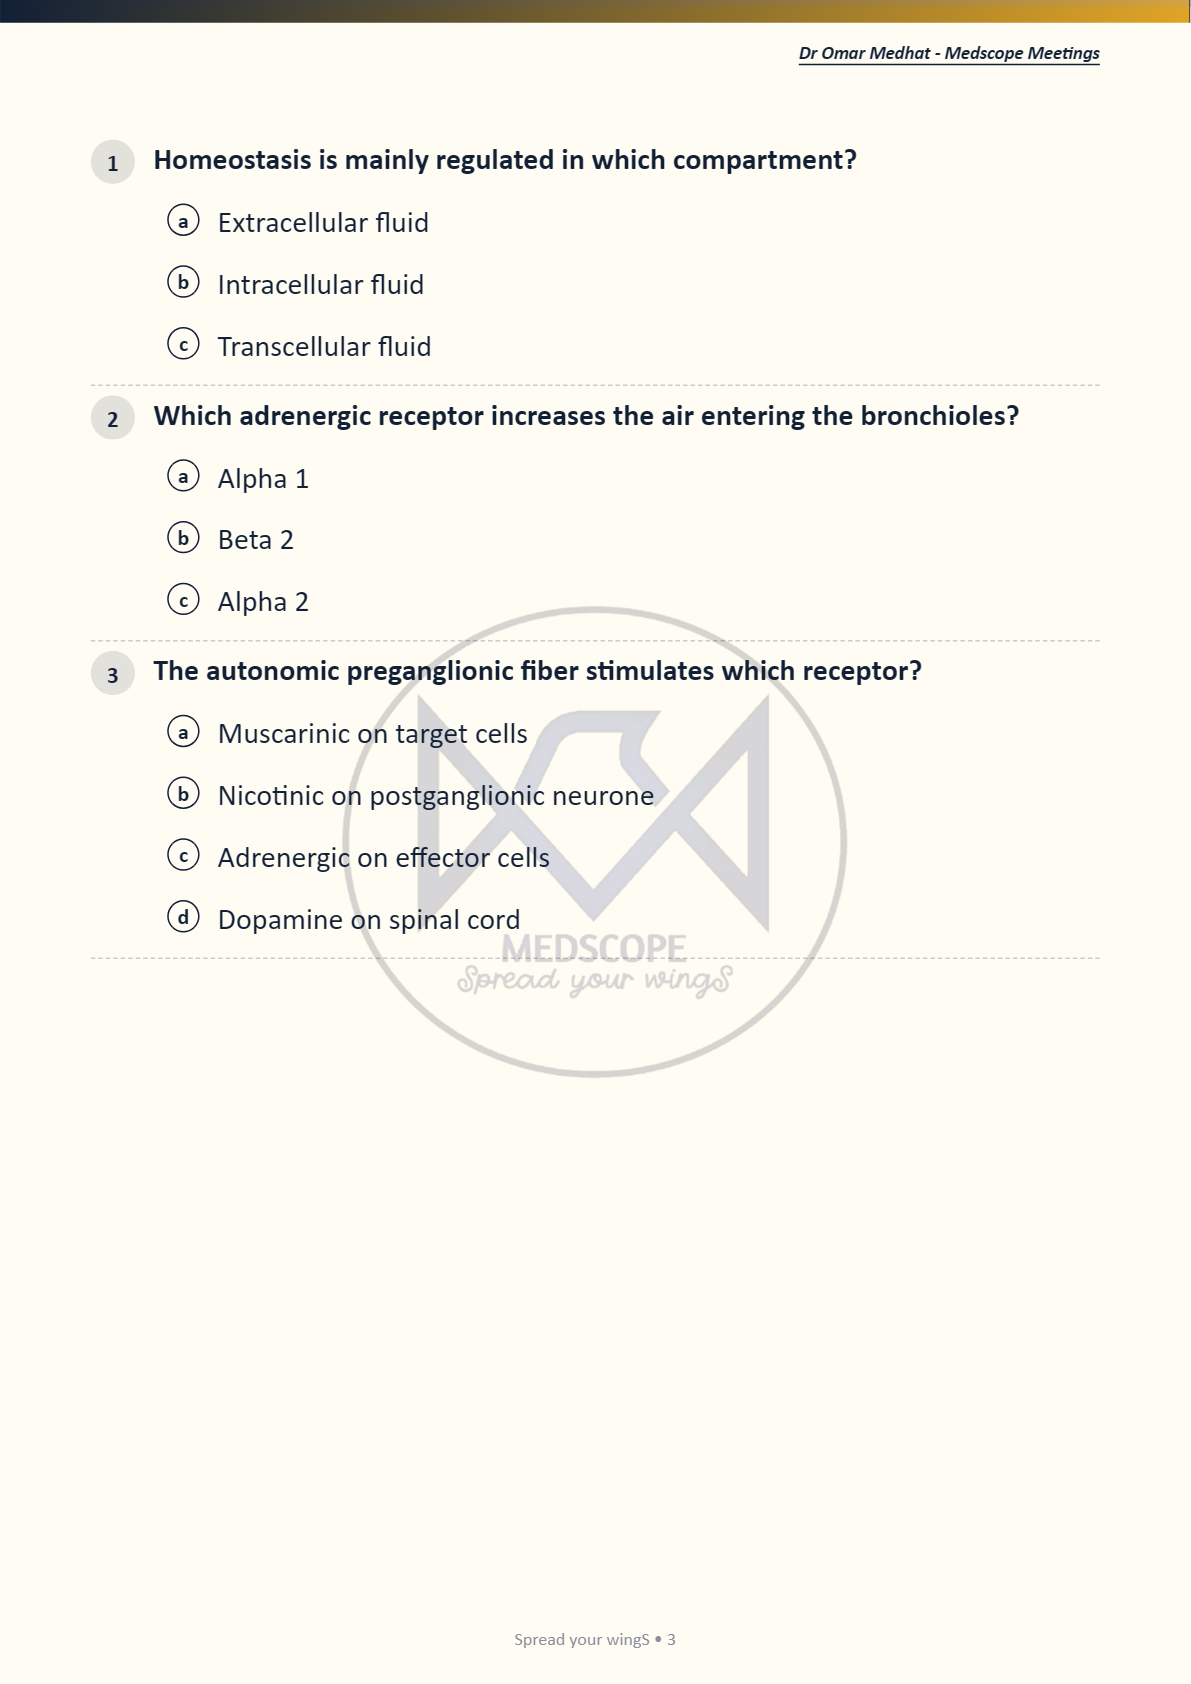 Dr Omar Medhat - Medscope Meetings
1 Homeostasis is mainly regulated in which compartment?
a Extracellular fluid
b Intracellular fluid
c Transcellular fluid
2 Which adrenergic receptor increases the air entering the bronchioles?
a Alpha 1
b Beta 2
c Alpha 2
3 The autonomic preganglionic fiber stimulates which receptor?
a Muscarinic on target cells
b Nicotinic on postganglionic neurone
c Adrenergic on effector cells
d Dopamine on spinal cord
MEDSCOPE
Spread your wingS
Spread your wingS • 3